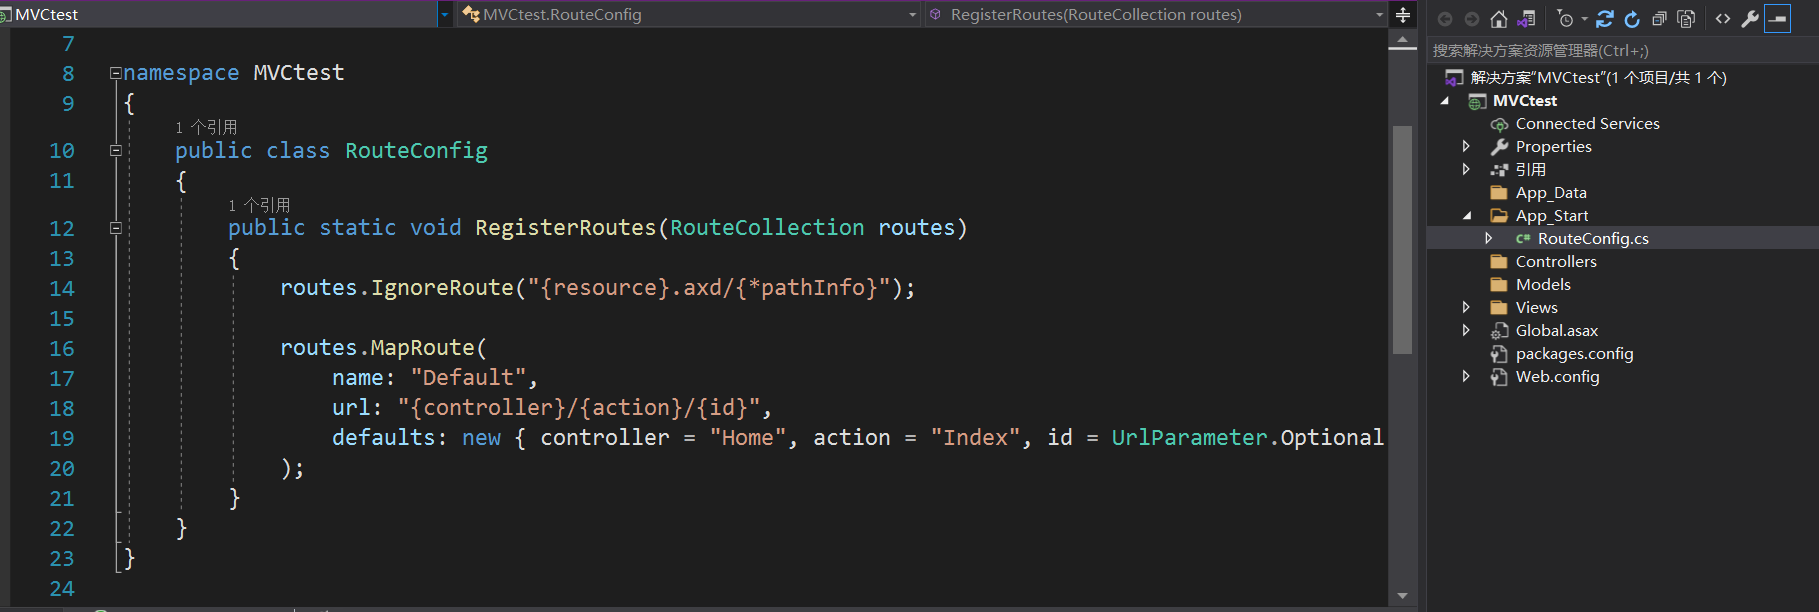 MVCtest
MVCtest.RouteConfig
RegisterRoutes(RouteCollection routes)
7
8 namespace MVCtest
9 {
1 个引用
10 public class RouteConfig
11 {
1 个引用
12 public static void RegisterRoutes(RouteCollection routes)
13 {
14 routes.IgnoreRoute("{resource}.axd/{*pathInfo}");
15
16 routes.MapRoute(
17 name: "Default",
18 url: "{controller}/{action}/{id}",
19 defaults: new { controller = "Home", action = "Index", id = UrlParameter.Optional
20 );
21 }
22 }
23 }
24
搜索解决方案资源管理器(Ctrl+;)
解决方案“MVCtest”(1 个项目/共 1 个)
MVCtest
Connected Services
Properties
引用
App_Data
App_Start
C# RouteConfig.cs
Controllers
Models
Views
Global.asax
packages.config
Web.config